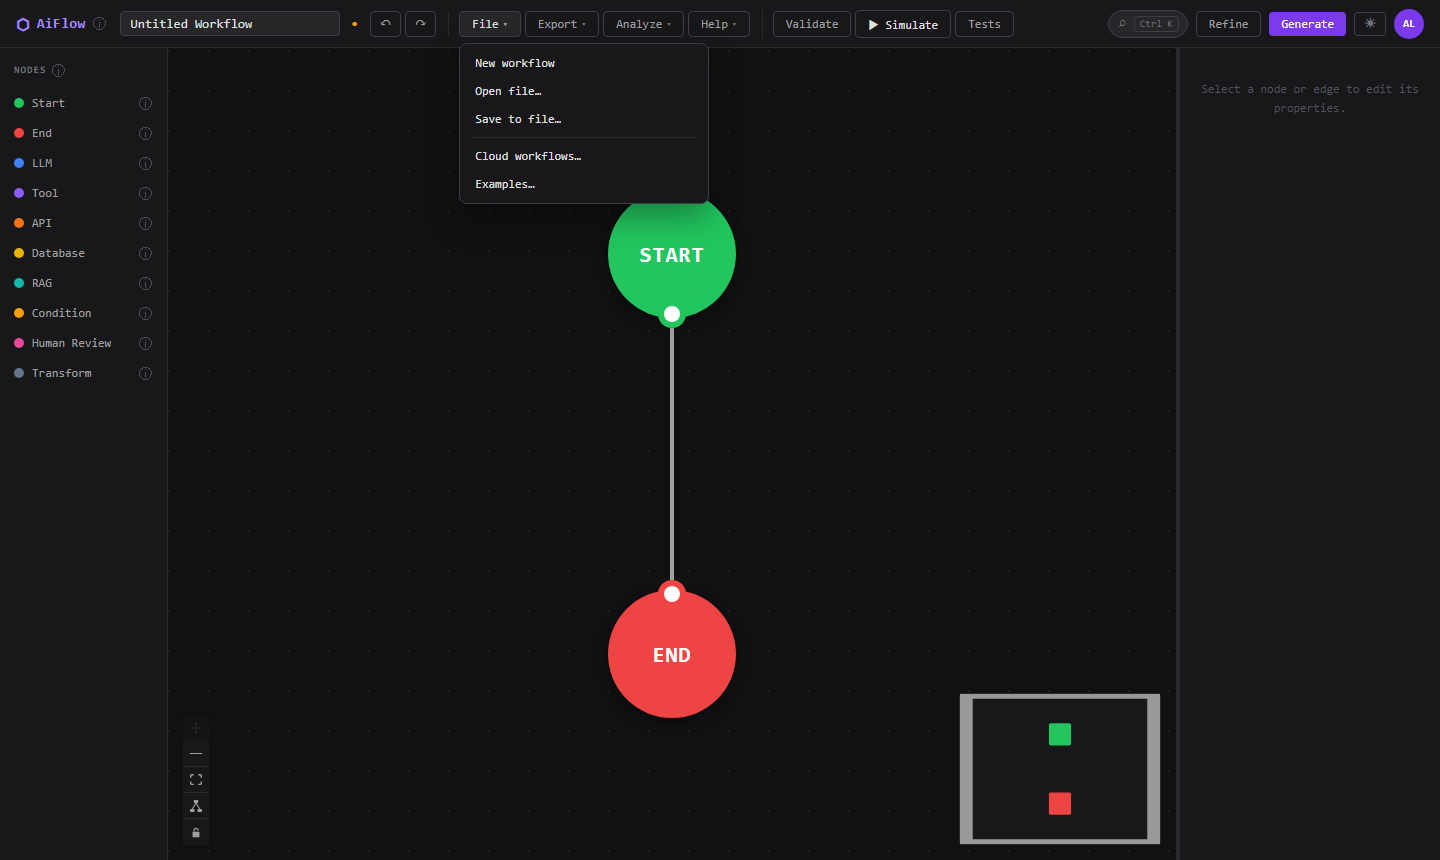 AiFlow
Untitled Workflow
File
Export
Analyze
Help
Validate
Simulate
Tests
Ctrl K
Refine
Generate
AL
New workflow
Open file…
Save to file…
Cloud workflows…
Examples…
NODES
Start
End
LLM
Tool
API
Database
RAG
Condition
Human Review
Transform
START
END
Select a node or edge to edit its
properties.